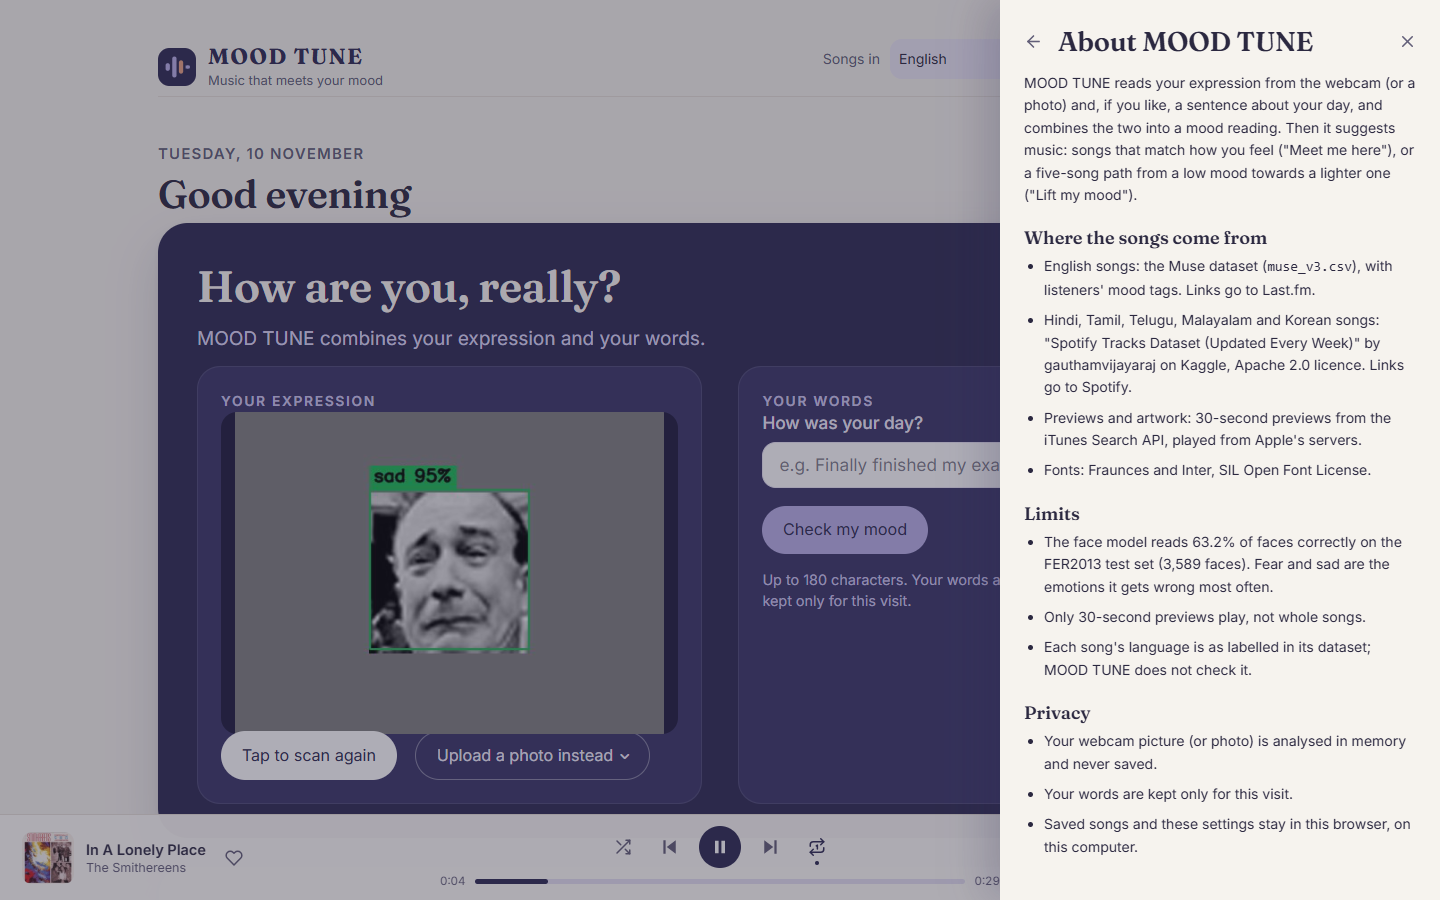 MOOD TUNE
Music that meets your mood
Songs in
English
TUESDAY, 10 NOVEMBER
Good evening
How are you, really?
MOOD TUNE combines your expression and your words.
YOUR EXPRESSION
sad 95%
Tap to scan again
Upload a photo instead
YOUR WORDS
How was your day?
e.g. Finally finished my exa
Check my mood
Up to 180 characters. Your words a
kept only for this visit.
In A Lonely Place
The Smithereens
0:04
0:29
About MOOD TUNE
MOOD TUNE reads your expression from the webcam (or a
photo) and, if you like, a sentence about your day, and
combines the two into a mood reading. Then it suggests
music: songs that match how you feel ("Meet me here"), or
a five-song path from a low mood towards a lighter one
("Lift my mood").
Where the songs come from
English songs: the Muse dataset (muse_v3.csv), with
listeners' mood tags. Links go to Last.fm.
Hindi, Tamil, Telugu, Malayalam and Korean songs:
"Spotify Tracks Dataset (Updated Every Week)" by
gauthamvijayaraj on Kaggle, Apache 2.0 licence. Links
go to Spotify.
Previews and artwork: 30-second previews from the
iTunes Search API, played from Apple's servers.
Fonts: Fraunces and Inter, SIL Open Font License.
Limits
The face model reads 63.2% of faces correctly on the
FER2013 test set (3,589 faces). Fear and sad are the
emotions it gets wrong most often.
Only 30-second previews play, not whole songs.
Each song's language is as labelled in its dataset;
MOOD TUNE does not check it.
Privacy
Your webcam picture (or photo) is analysed in memory
and never saved.
Your words are kept only for this visit.
Saved songs and these settings stay in this browser, on
this computer.